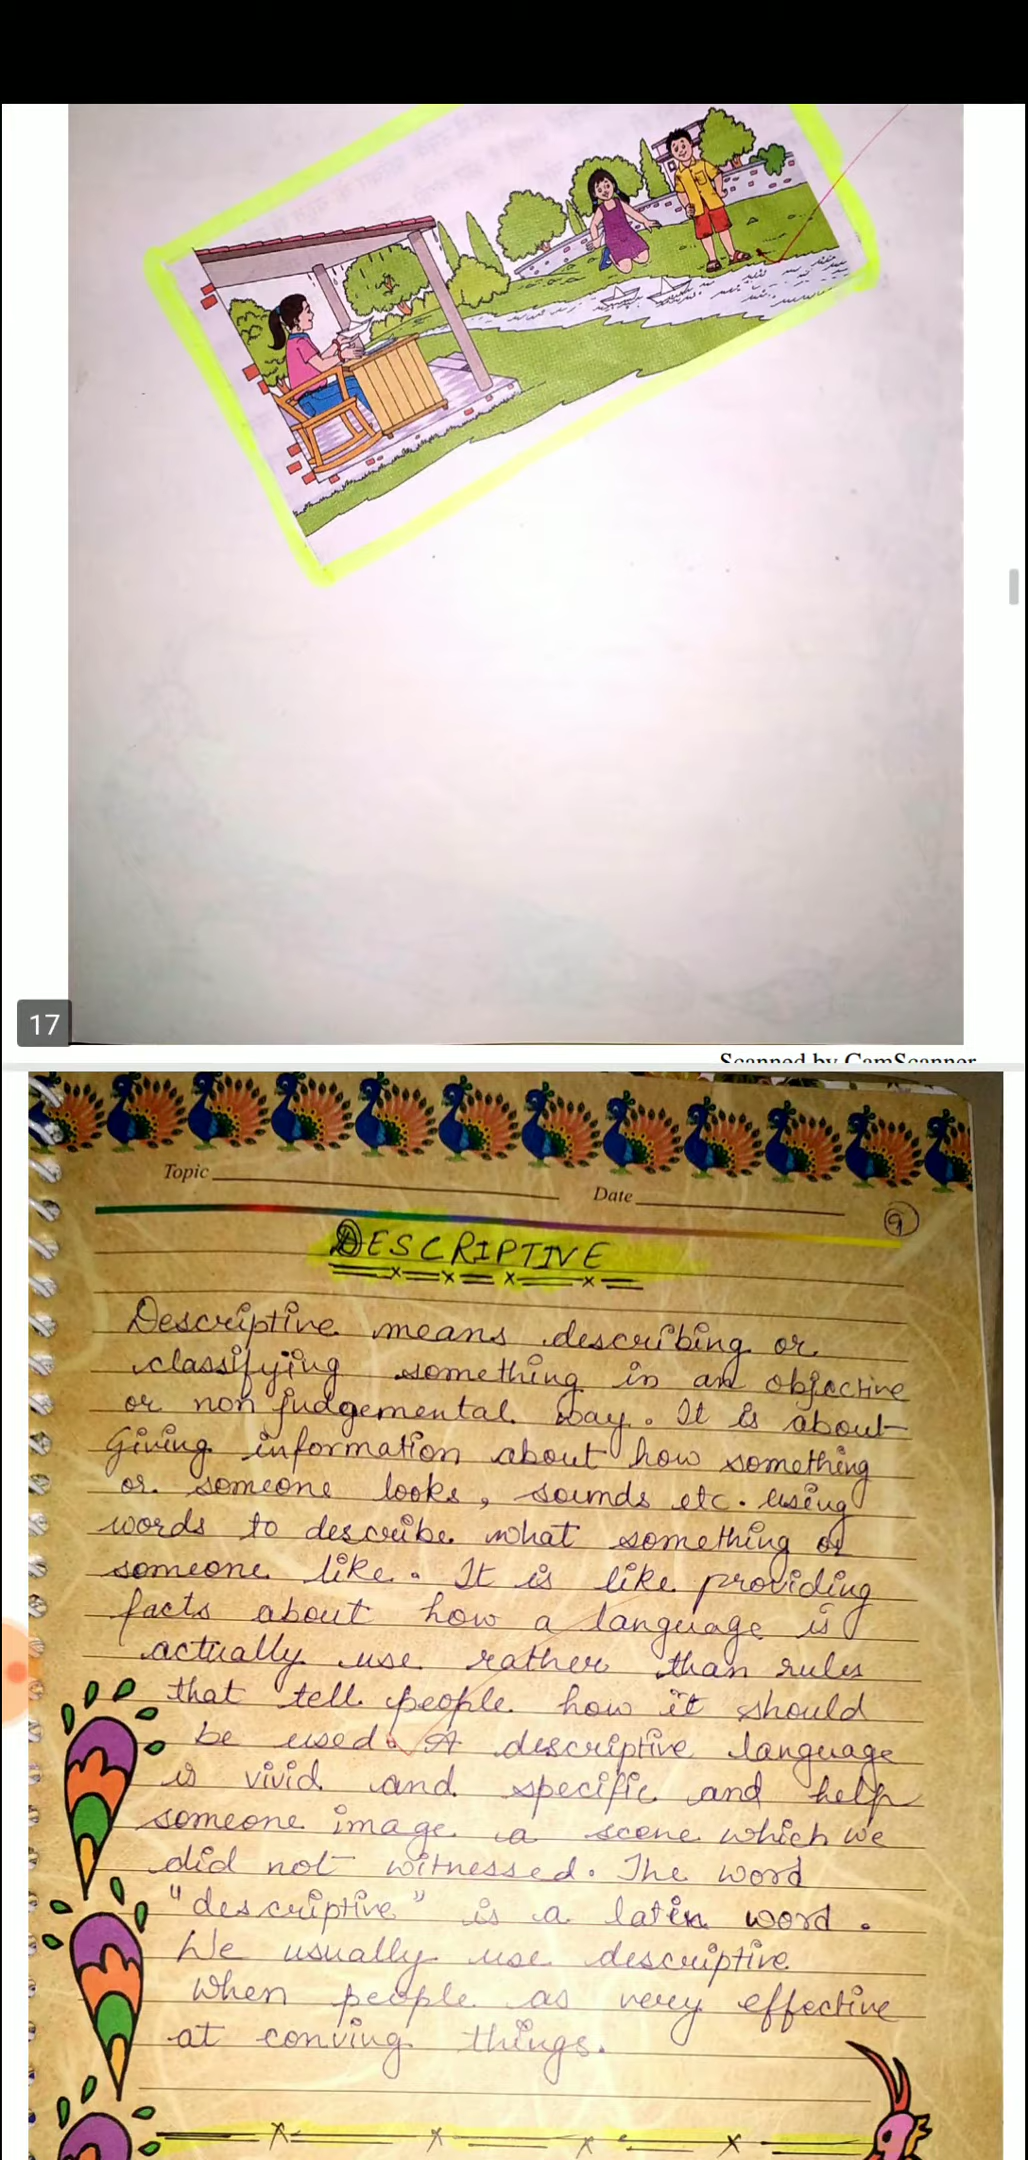 17
Scanned by CamScanner
Topic
Date
9
DESCRIPTIVE
Descriptive means describing or
classifying something in an objective
or non judgemental way. It is about
Giving information about how something
or someone looks, sounds etc. using
words to describe what something or
someone like. It is like providing
facts about how a language is
actually use rather than rules
that tell people how it should
be used. A descriptive language
is vivid and specific and help
someone image a scene which we
did not witnessed. The word
"descriptive" is a latin word.
We usually use descriptive
when people as very effective
at conving things.